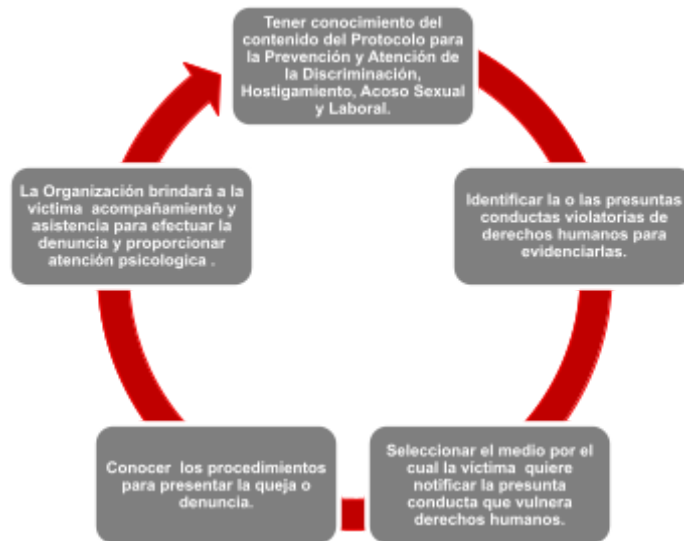 Tener conocimiento del
contenido del Protocolo para
la Prevención y Atención de
la Discriminación,
Hostigamiento, Acoso Sexual
y Laboral.
Identificar la o las presuntas
conductas violatorias de
derechos humanos para
evidenciarlas.
Seleccionar el medio por el
cual la víctima quiere
notificar la presunta
conducta que vulnera
derechos humanos.
Conocer los procedimientos
para presentar la queja o
denuncia.
La Organización brindará a la
victima acompañamiento y
asistencia para efectuar la
denuncia y proporcionar
atención psicologica .